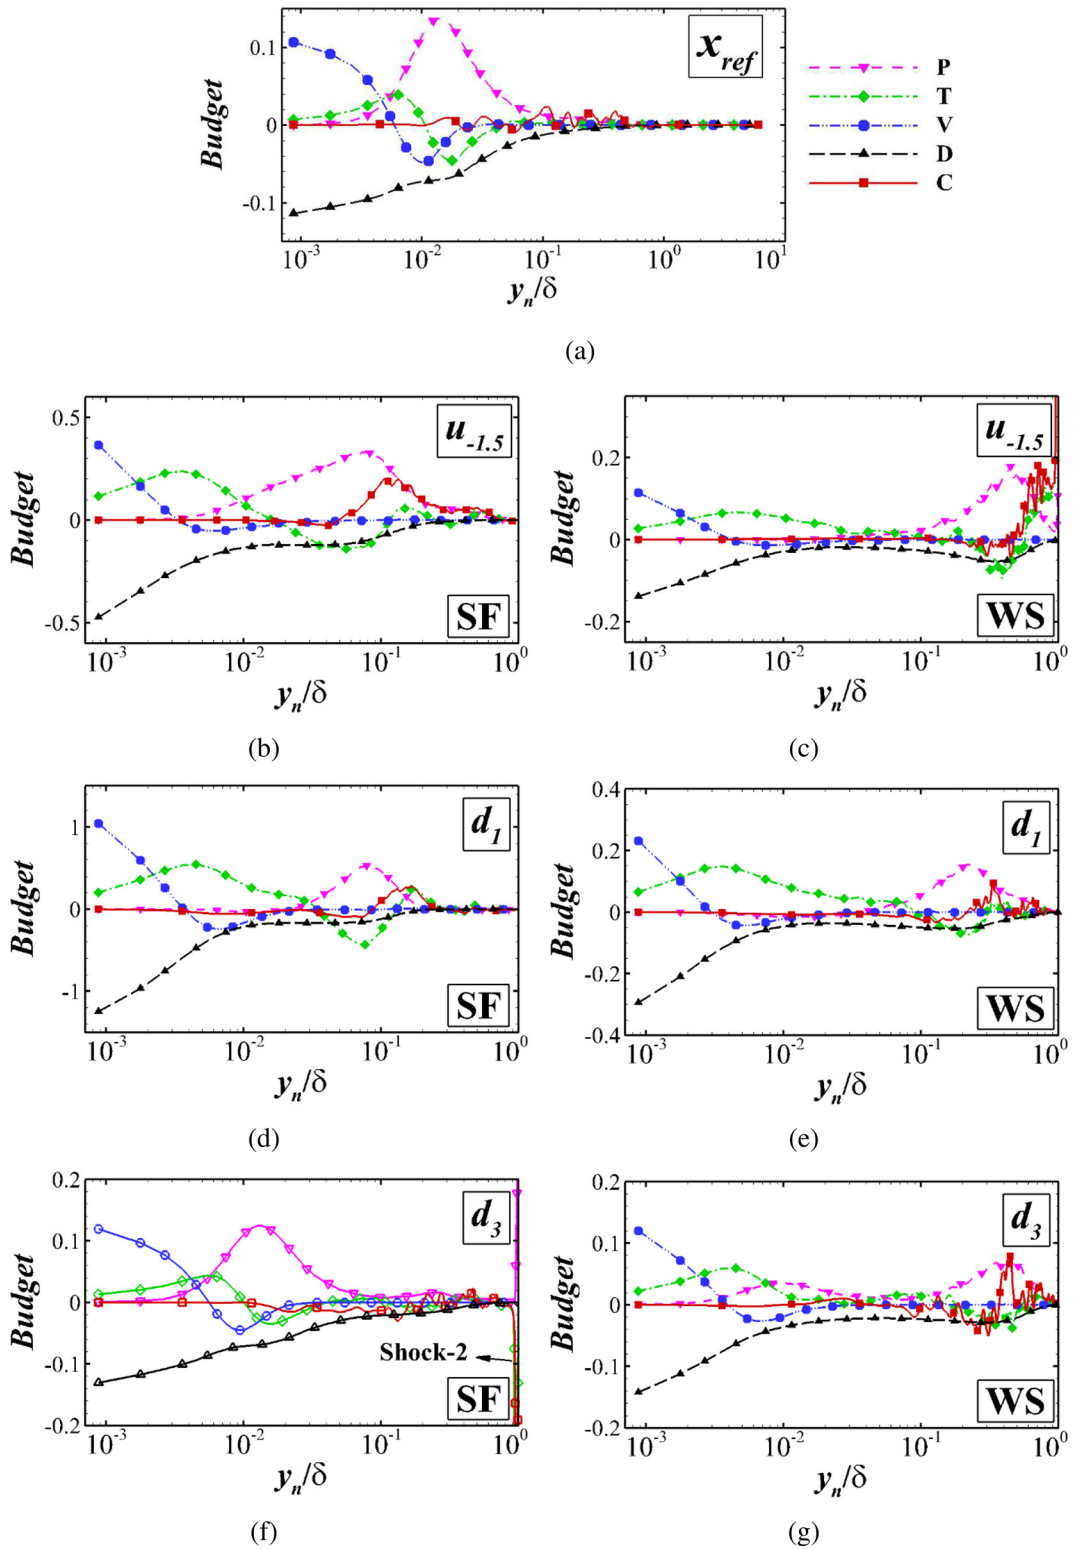 x_ref
0.1
0
-0.1
Budget
10^-3
10^-2
10^-1
10^0
10^1
y_n/δ
P
T
V
D
C
(a)
u_-1.5
0.5
0
-0.5
Budget
SF
10^-3
10^-2
10^-1
10^0
y_n/δ
(b)
u_-1.5
0.2
0
-0.2
Budget
WS
10^-3
10^-2
10^-1
10^0
y_n/δ
(c)
d_1
1
0
-1
Budget
SF
10^-3
10^-2
10^-1
10^0
y_n/δ
(d)
d_1
0.4
0.2
0
-0.2
-0.4
Budget
WS
10^-3
10^-2
10^-1
10^0
y_n/δ
(e)
d_3
0.2
0.1
0
-0.1
-0.2
Budget
Shock-2
SF
10^-3
10^-2
10^-1
10^0
y_n/δ
(f)
d_3
0.2
0.1
0
-0.1
-0.2
Budget
WS
10^-3
10^-2
10^-1
10^0
y_n/δ
(g)